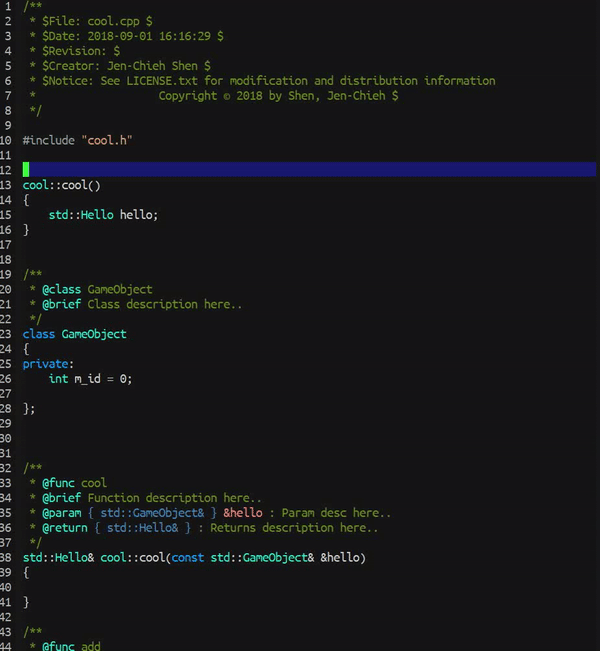 1 /**
2  * $File: cool.cpp $
3  * $Date: 2018-09-01 16:16:29 $
4  * $Revision: $
5  * $Creator: Jen-Chieh Shen $
6  * $Notice: See LICENSE.txt for modification and distribution information
7  *                   Copyright © 2018 by Shen, Jen-Chieh $
8  */
9
10 #include "cool.h"
11
12
13 cool::cool()
14 {
15     std::Hello hello;
16 }
17
18
19 /**
20  * @class GameObject
21  * @brief Class description here..
22  */
23 class GameObject
24 {
25 private:
26     int m_id = 0;
27
28 };
29
30
31
32 /**
33  * @func cool
34  * @brief Function description here..
35  * @param { std::GameObject& } &hello : Param desc here..
36  * @return { std::Hello& } : Returns description here..
37  */
38 std::Hello& cool::cool(const std::GameObject& &hello)
39 {
40
41 }
42
43 /**
44  * @func add